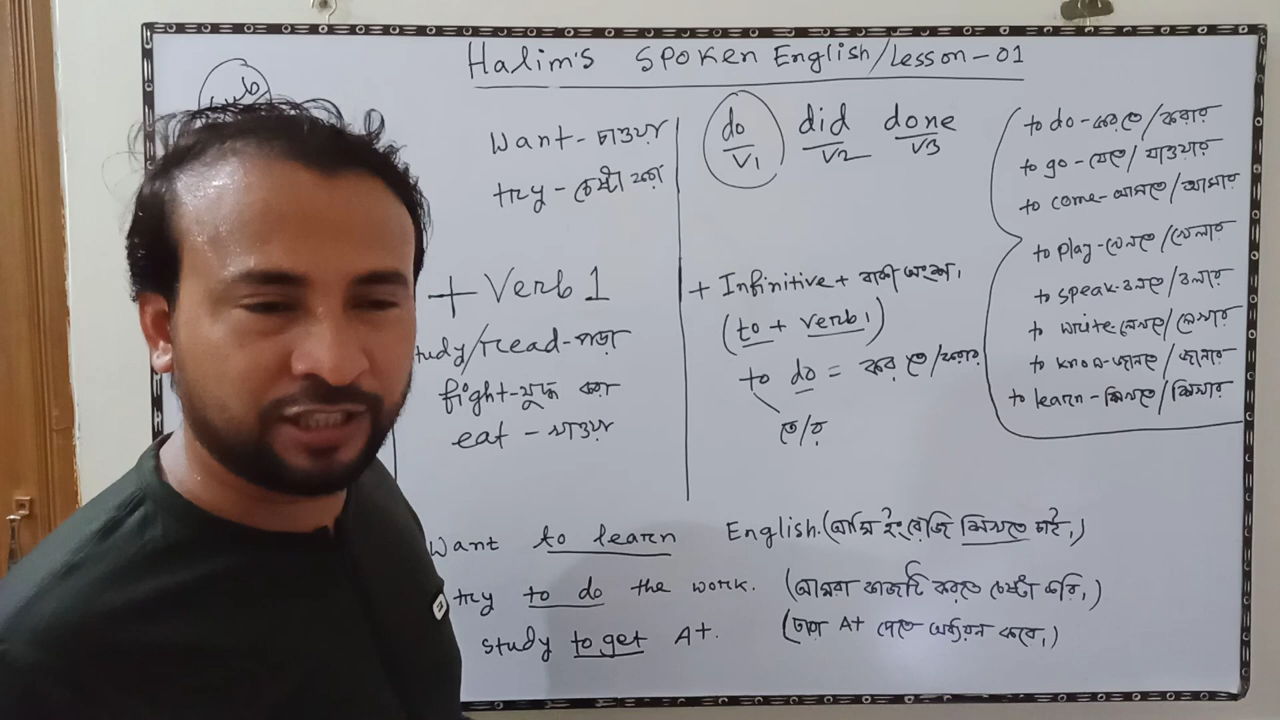 Halim's Spoken English/Lesson-01
Sub
Want - চাওয়া
try - চেষ্টা করা
do did done
V1 V2 V3
+ Verb 1
tudy/read - পড়া
fight - যুদ্ধ করা
eat - খাওয়া
+ Infinitive + বাকী অংশ।
(to + verb1)
to do = করতে/করার
তে/র
to do - করতে/করার
to go - যেতে/যাওয়ার
to come - আসতে/আসার
to play - খেলতে/খেলার
to speak - বলতে/বলার
to write - লেখতে/লেখার
to know - জানতে/জানার
to learn - শিখতে/শিখার
Want to learn English. (আমি ইংরেজি শিখতে চাই।)
try to do the work. (আমরা কাজটি করতে চেষ্টা করি।)
study to get A+. (তারা A+ পেতে অধ্যয়ন করে।)